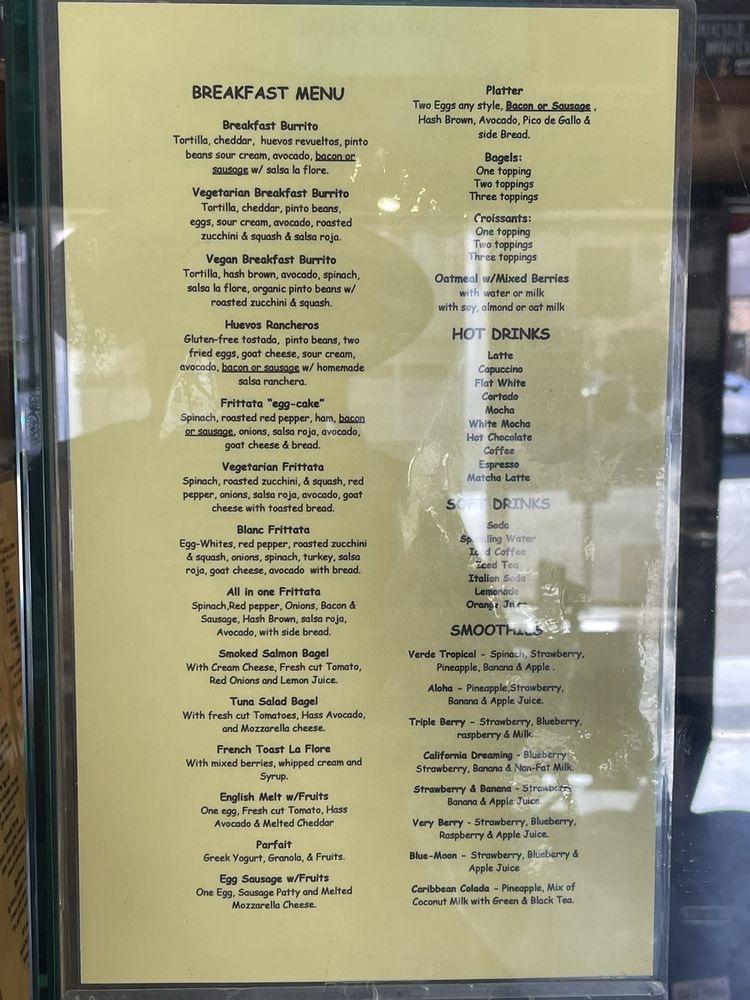 BREAKFAST MENU
Breakfast Burrito
Tortilla, cheddar, huevos revueltos, pinto
beans sour cream, avocado, bacon or
sausage w/ salsa la flore.
Vegetarian Breakfast Burrito
Tortilla, cheddar, pinto beans,
eggs, sour cream, avocado, roasted
zucchini & squash & salsa roja.
Vegan Breakfast Burrito
Tortilla, hash brown, avocado, spinach,
salsa la flore, organic pinto beans w/
roasted zucchini & squash.
Huevos Rancheros
Gluten-free tostada, pinto beans, two
fried eggs, goat cheese, sour cream,
avocado, bacon or sausage w/ homemade
salsa ranchera.
Frittata "egg-cake"
Spinach, roasted red pepper, ham, bacon
or sausage, onions, salsa roja, avocado,
goat cheese & bread.
Vegetarian Frittata
Spinach, roasted zucchini, & squash, red
pepper, onions, salsa roja, avocado, goat
cheese with toasted bread.
Blanc Frittata
Egg-Whites, red pepper, roasted zucchini
& squash, onions, spinach, turkey, salsa
roja, goat cheese, avocado with bread.
All in one Frittata
Spinach,Red pepper, Onions, Bacon &
Sausage, Hash Brown, salsa roja,
Avocado, with side bread.
Smoked Salmon Bagel
With Cream Cheese, Fresh cut Tomato,
Red Onions and Lemon Juice.
Tuna Salad Bagel
With fresh cut Tomatoes, Hass Avocado,
and Mozzarella cheese.
French Toast La Flore
With mixed berries, whipped cream and
Syrup.
English Melt w/Fruits
One egg, Fresh cut Tomato, Hass
Avocado & Melted Cheddar
Parfait
Greek Yogurt, Granola, & Fruits.
Egg Sausage w/Fruits
One Egg, Sausage Patty and Melted
Mozzarella Cheese.
Platter
Two Eggs any style, Bacon or Sausage ,
Hash Brown, Avocado, Pico de Gallo &
side Bread.
Bagels:
One topping
Two toppings
Three toppings
Croissants:
One topping
Two toppings
Three toppings
Oatmeal w/Mixed Berries
with water or milk
with soy, almond or oat milk
HOT DRINKS
Latte
Capuccino
Flat White
Cortado
Mocha
White Mocha
Hot Chocolate
Coffee
Espresso
Matcha Latte
SOFT DRINKS
Soda
Sparkling Water
Iced Coffee
Iced Tea
Italian Soda
Lemonade
Orange Juice
SMOOTHIES
Verde Tropical - Spinach, Strawberry,
Pineapple, Banana & Apple .
Aloha - Pineapple,Strawberry,
Banana & Apple Juice.
Triple Berry - Strawberry, Blueberry,
raspberry & Milk.
California Dreaming - Blueberry
Strawberry, Banana & Non-Fat Milk.
Strawberry & Banana - Strawberry
Banana & Apple Juice.
Very Berry - Strawberry, Blueberry,
Raspberry & Apple Juice.
Blue-Moon - Strawberry, Blueberry &
Apple Juice
Caribbean Colada - Pineapple, Mix of
Coconut Milk with Green & Black Tea.